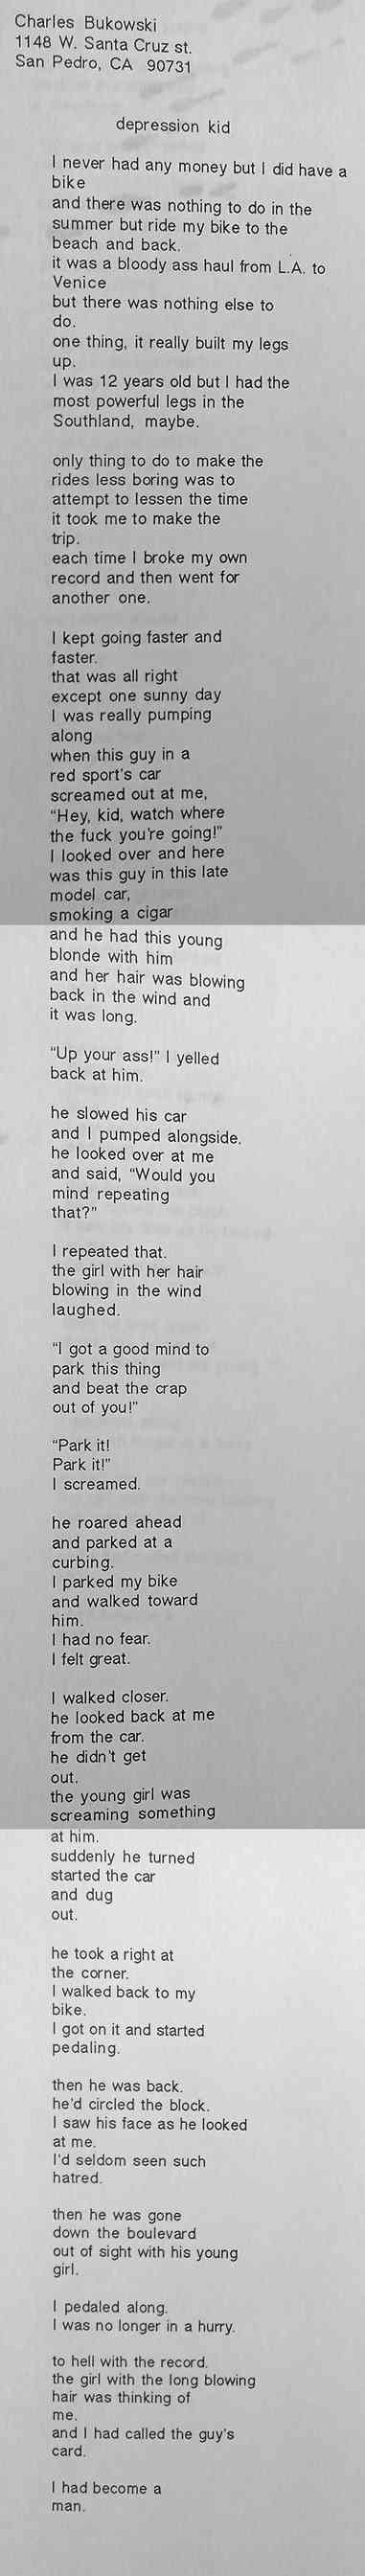 Charles Bukowski
1148 W. Santa Cruz st.
San Pedro, CA 90731
depression kid
I never had any money but I did have a
bike
and there was nothing to do in the
summer but ride my bike to the
beach and back.
it was a bloody ass haul from L.A. to
Venice
but there was nothing else to
do.
one thing, it really built my legs
up.
I was 12 years old but I had the
most powerful legs in the
Southland, maybe.
only thing to do to make the
rides less boring was to
attempt to lessen the time
it took me to make the
trip.
each time I broke my own
record and then went for
another one.
I kept going faster and
faster.
that was all right
except one sunny day
I was really pumping
along
when this guy in a
red sport's car
screamed out at me,
"Hey, kid, watch where
the fuck you're going!"
I looked over and here
was this guy in this late
model car,
smoking a cigar
and he had this young
blonde with him
and her hair was blowing
back in the wind and
it was long.
"Up your ass!" I yelled
back at him.
he slowed his car
and I pumped alongside.
he looked over at me
and said, "Would you
mind repeating
that?"
I repeated that.
the girl with her hair
blowing in the wind
laughed.
"I got a good mind to
park this thing
and beat the crap
out of you!"
"Park it!
Park it!"
I screamed.
he roared ahead
and parked at a
curbing.
I parked my bike
and walked toward
him.
I had no fear.
I felt great.
I walked closer.
he looked back at me
from the car.
he didn't get
out.
the young girl was
screaming something
at him.
suddenly he turned
started the car
and dug
out.
he took a right at
the corner.
I walked back to my
bike.
I got on it and started
pedaling.
then he was back.
he'd circled the block.
I saw his face as he looked
at me.
I'd seldom seen such
hatred.
then he was gone
down the boulevard
out of sight with his young
girl.
I pedaled along.
I was no longer in a hurry.
to hell with the record.
the girl with the long blowing
hair was thinking of
me.
and I had called the guy's
card.
I had become a
man.